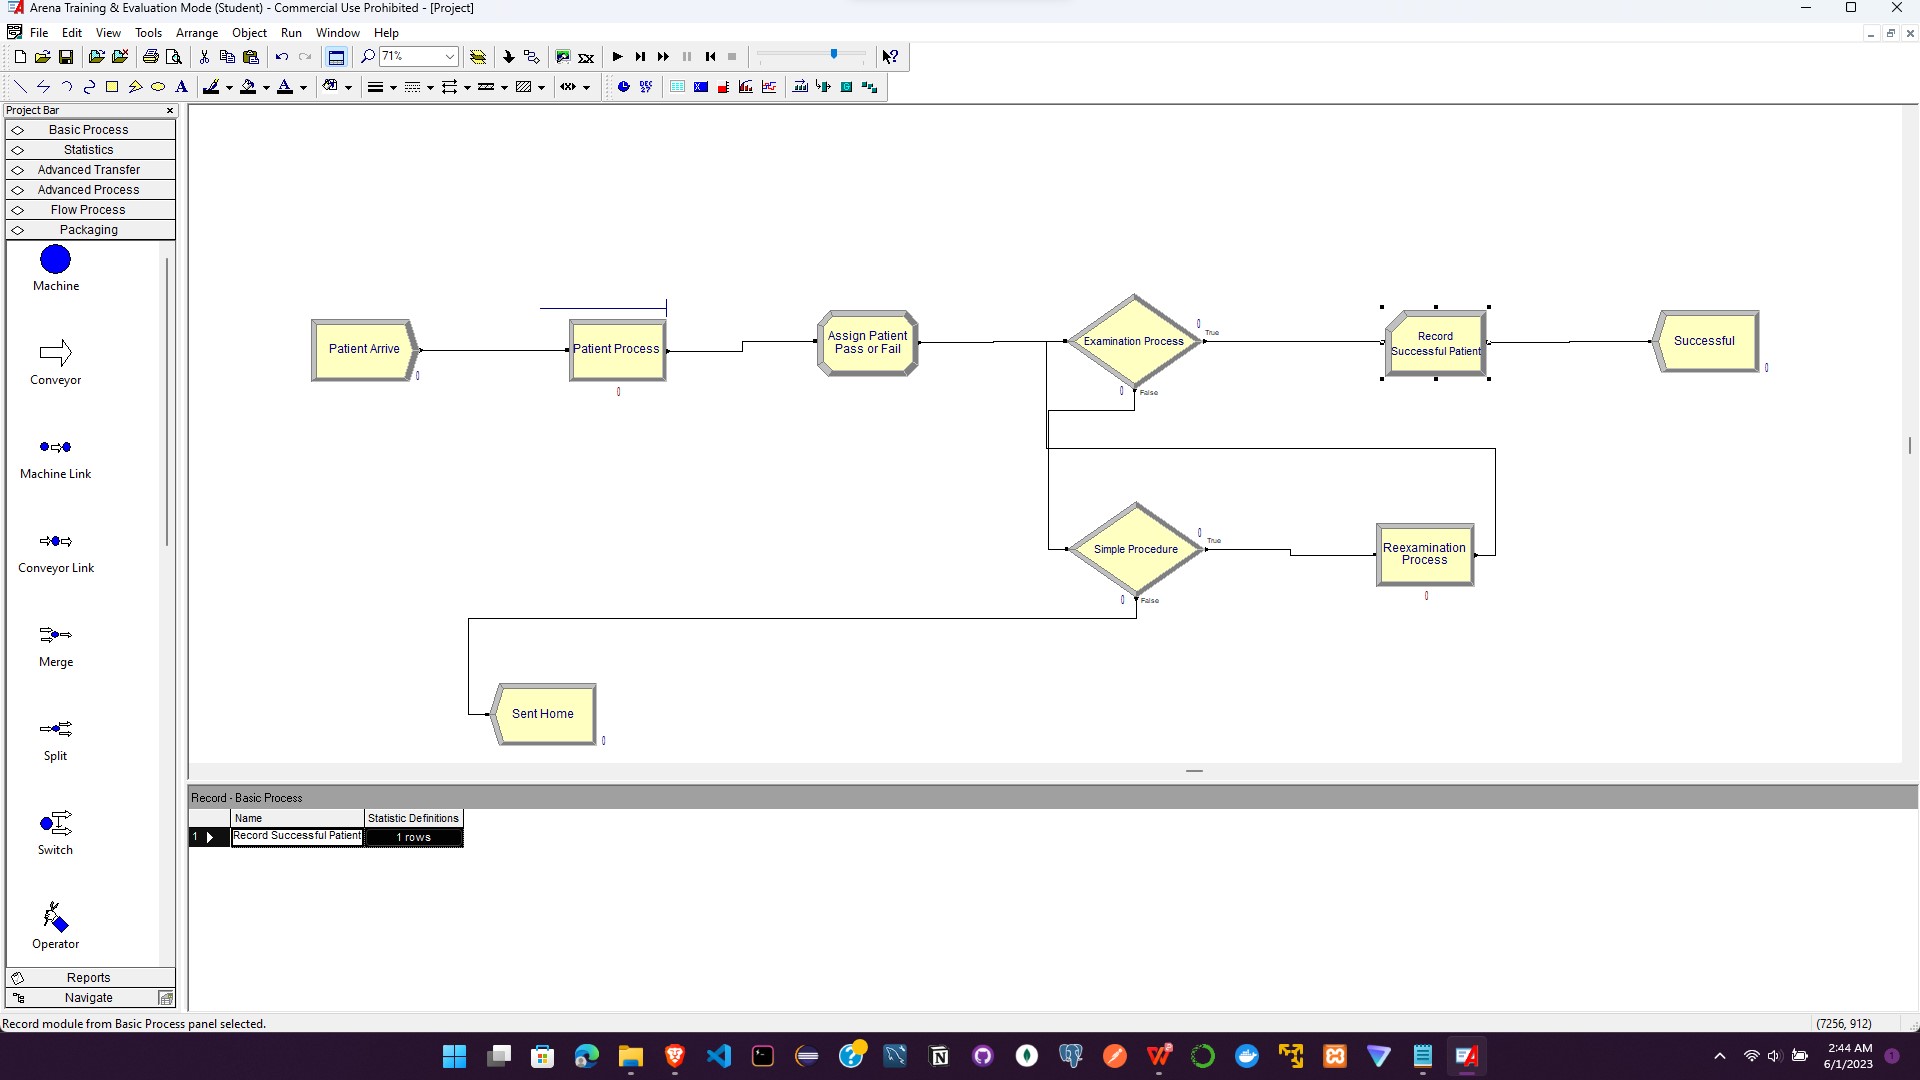 Arena Training & Evaluation Mode (Student) - Commercial Use Prohibited - [Project]
File Edit View Tools Arrange Object Run Window Help
71%
Project Bar
Basic Process
Statistics
Advanced Transfer
Advanced Process
Flow Process
Packaging
Machine
Conveyor
Machine Link
Conveyor Link
Merge
Split
Switch
Operator
Reports
Navigate
Patient Arrive
0
Patient Process
0
Assign Patient
Pass or Fail
Examination Process
0
True
0
False
Record
Successful Patient
Successful
0
Simple Procedure
0
True
0
False
Reexamination
Process
0
Sent Home
0
Record - Basic Process
Name Statistic Definitions
1 Record Successful Patient 1 rows
Record module from Basic Process panel selected.
(7256, 912)
2:44 AM
6/1/2023
1